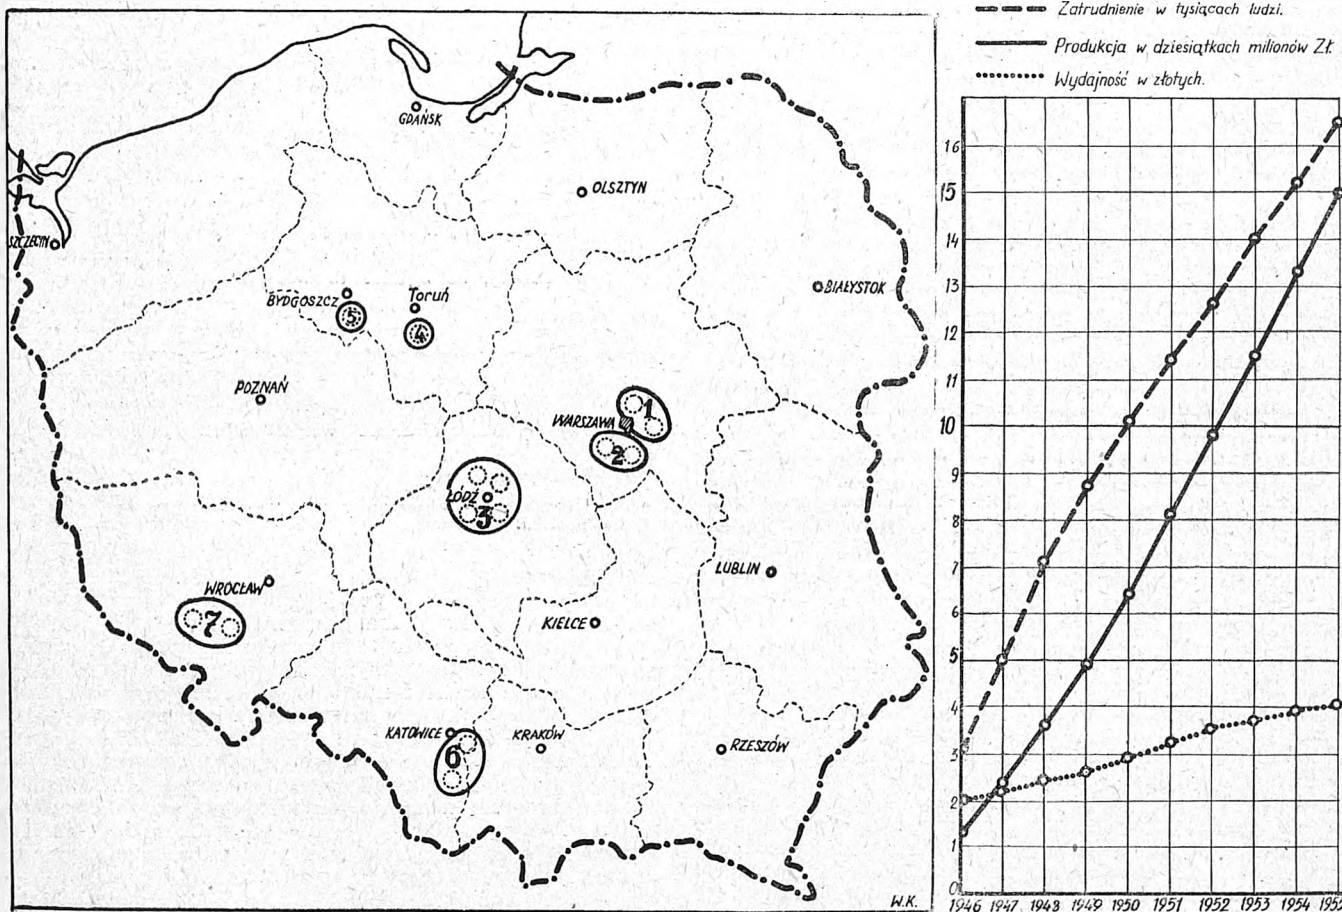 GDAŃSK
OLSZTYN
SZCZECIN
BIAŁYSTOK
BYDGOSZCZ
Toruń
5
4
POZNAŃ
WARSZAWA
1
2
ŁÓDŹ
3
LUBLIN
WROCŁAW
7
KIELCE
KATOWICE
KRAKÓW
RZESZÓW
6
W.K.
Zatrudnienie w tysiącach ludzi.
Produkcja w dziesiątkach milionów Zł.
Wydajność w złotych.
16
15
14
13
12
11
10
9
8
7
6
5
4
3
2
1
0
1946 1947 1948 1949 1950 1951 1952 1953 1954